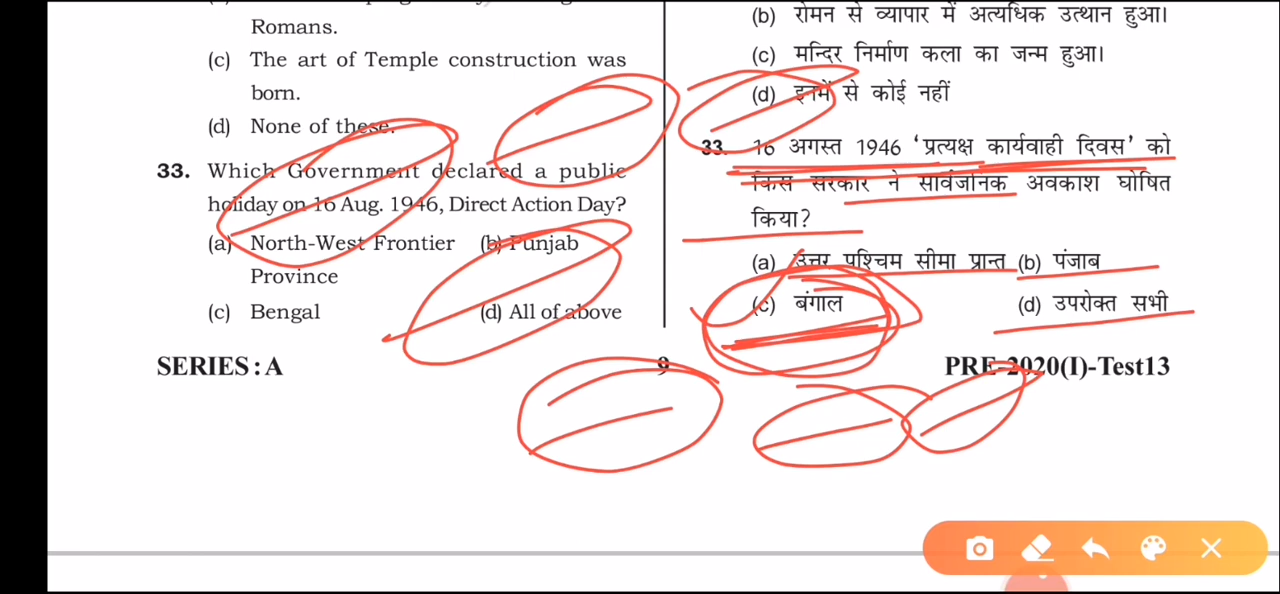 Romans.
(c) The art of Temple construction was
born.
(d) None of these.
33. Which Government declared a public
holiday on 16 Aug. 1946, Direct Action Day?
(a) North-West Frontier (b) Punjab
Province
(c) Bengal (d) All of above
(b) रोमन से व्यापार में अत्यधिक उत्थान हुआ।
(c) मन्दिर निर्माण कला का जन्म हुआ।
(d) इनमें से कोई नहीं
33. 16 अगस्त 1946 ‘प्रत्यक्ष कार्यवाही दिवस’ को
किस सरकार ने सार्वजनिक अवकाश घोषित
किया?
(a) उत्तर पश्चिम सीमा प्रान्त (b) पंजाब
(c) बंगाल (d) उपरोक्त सभी
SERIES : A 9 PRE-2020(I)-Test13